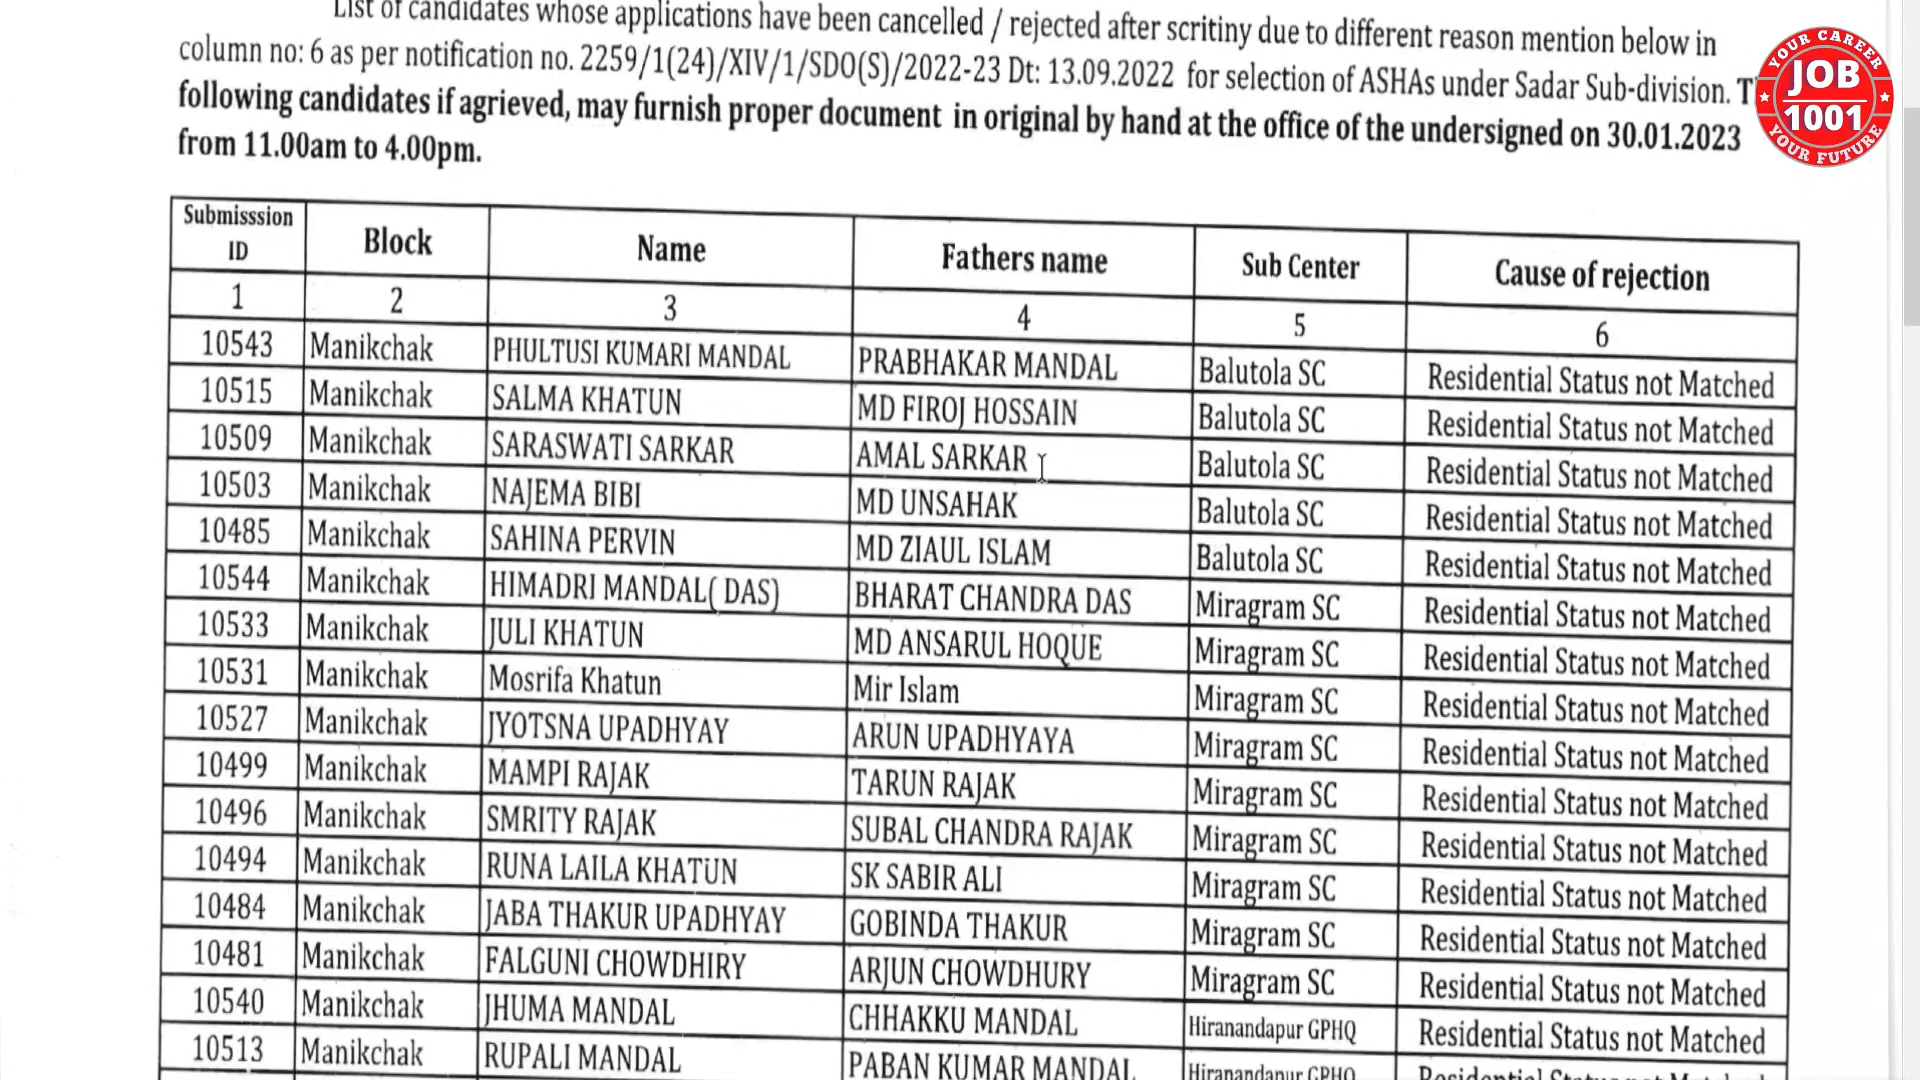 List of candidates whose applications have been cancelled / rejected after scritiny due to different reason mention below in
column no: 6 as per notification no. 2259/1(24)/XIV/1/SDO(S)/2022-23 Dt: 13.09.2022 for selection of ASHAs under Sadar Sub-division.
following candidates if agrieved, may furnish proper document in original by hand at the office of the undersigned on 30.01.2023
from 11.00am to 4.00pm.
YOUR CAREER
JOB
1001
YOUR FUTURE
Submisssion ID Block Name Fathers name Sub Center Cause of rejection
1 2 3 4 5 6
10543 Manikchak PHULTUSI KUMARI MANDAL PRABHAKAR MANDAL Balutola SC Residential Status not Matched
10515 Manikchak SALMA KHATUN MD FIROJ HOSSAIN Balutola SC Residential Status not Matched
10509 Manikchak SARASWATI SARKAR AMAL SARKAR Balutola SC Residential Status not Matched
10503 Manikchak NAJEMA BIBI MD UNSAHAK Balutola SC Residential Status not Matched
10485 Manikchak SAHINA PERVIN MD ZIAUL ISLAM Balutola SC Residential Status not Matched
10544 Manikchak HIMADRI MANDAL( DAS) BHARAT CHANDRA DAS Miragram SC Residential Status not Matched
10533 Manikchak JULI KHATUN MD ANSARUL HOQUE Miragram SC Residential Status not Matched
10531 Manikchak Mosrifa Khatun Mir Islam Miragram SC Residential Status not Matched
10527 Manikchak JYOTSNA UPADHYAY ARUN UPADHYAYA Miragram SC Residential Status not Matched
10499 Manikchak MAMPI RAJAK TARUN RAJAK Miragram SC Residential Status not Matched
10496 Manikchak SMRITY RAJAK SUBAL CHANDRA RAJAK Miragram SC Residential Status not Matched
10494 Manikchak RUNA LAILA KHATUN SK SABIR ALI Miragram SC Residential Status not Matched
10484 Manikchak JABA THAKUR UPADHYAY GOBINDA THAKUR Miragram SC Residential Status not Matched
10481 Manikchak FALGUNI CHOWDHIRY ARJUN CHOWDHURY Miragram SC Residential Status not Matched
10540 Manikchak JHUMA MANDAL CHHAKKU MANDAL Hiranandapur GPHQ Residential Status not Matched
10513 Manikchak RUPALI MANDAL PABAN KUMAR MANDAL Hiranandapur GPHQ